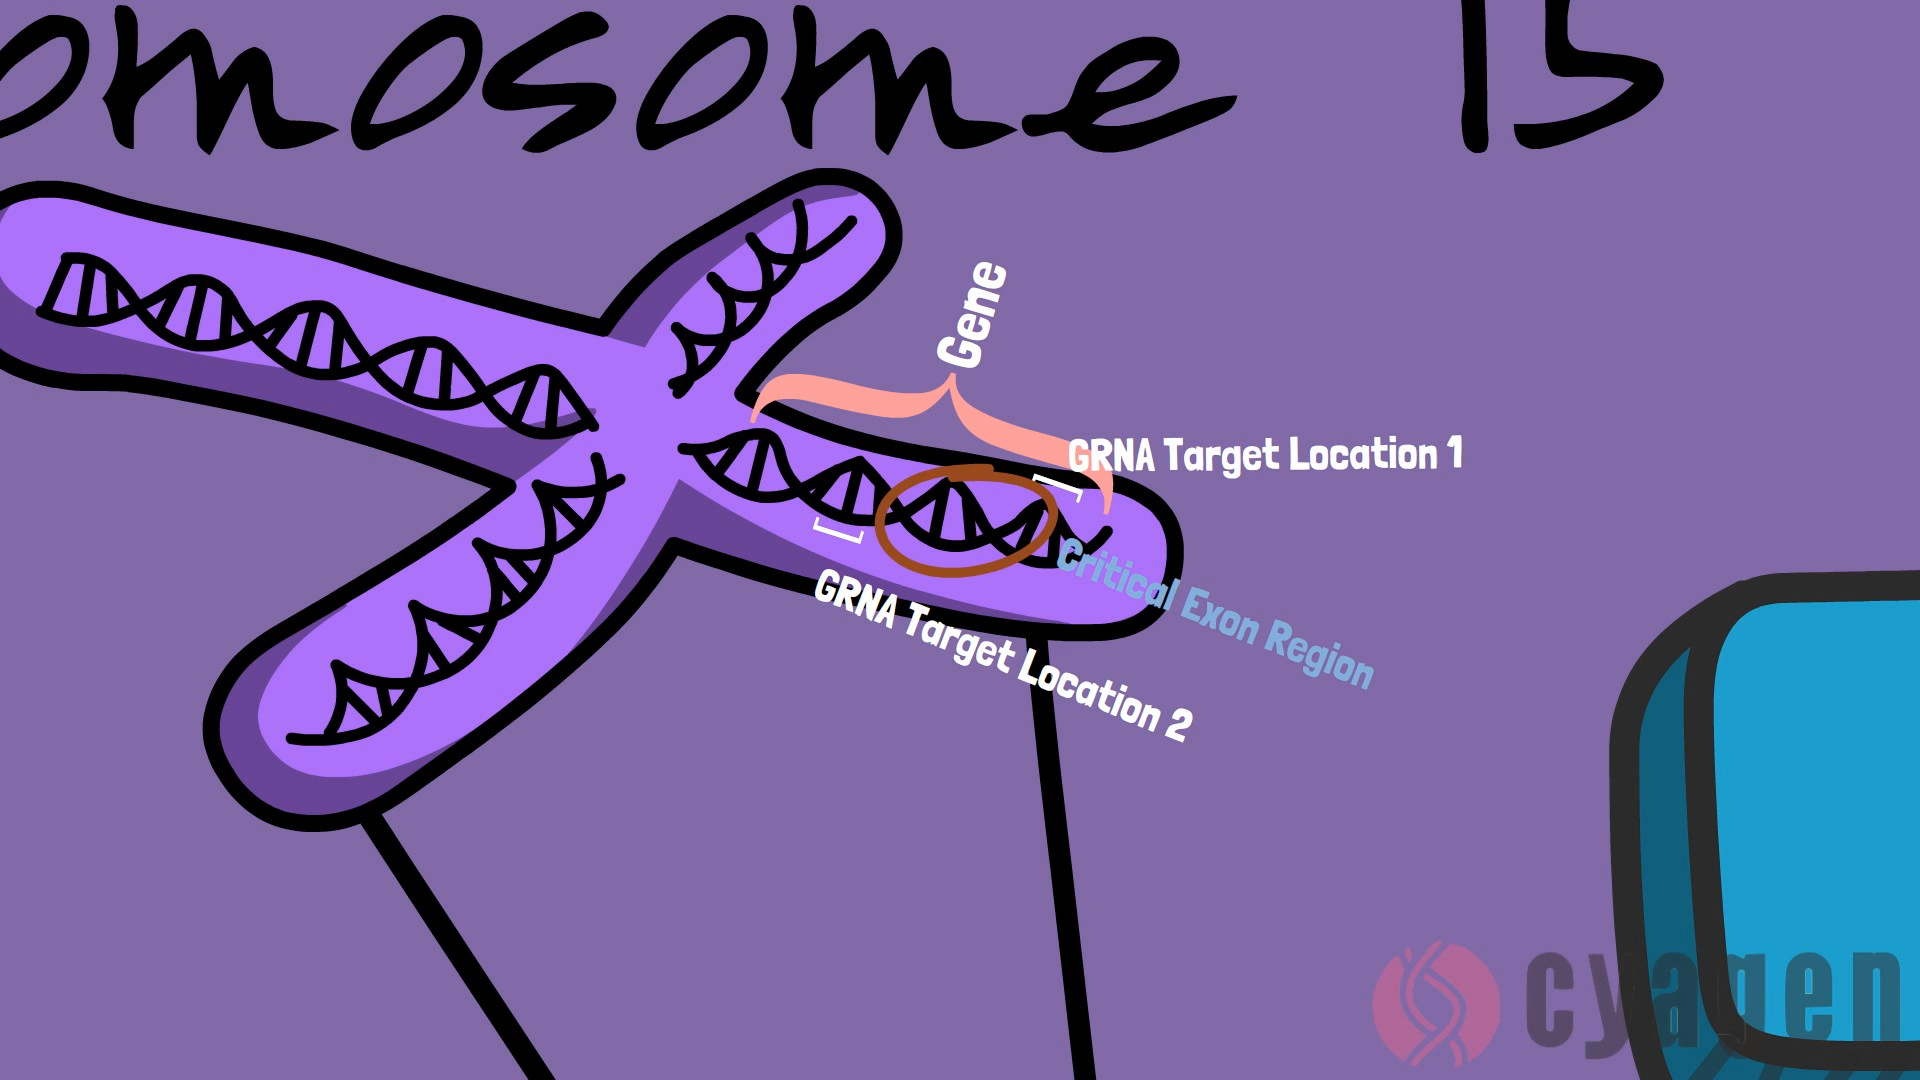 omosome 15
Gene
GRNA Target Location 1
Critical Exon Region
GRNA Target Location 2
cyagen